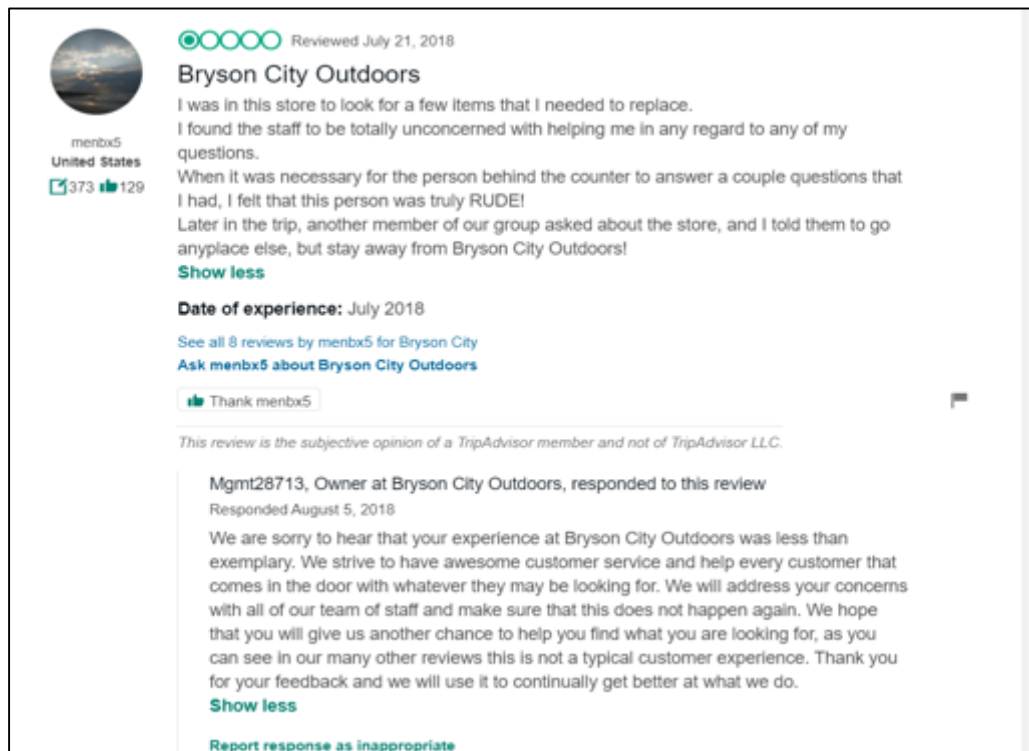 Reviewed July 21, 2018
Bryson City Outdoors
I was in this store to look for a few items that I needed to replace.
I found the staff to be totally unconcerned with helping me in any regard to any of my
questions.
When it was necessary for the person behind the counter to answer a couple questions that
I had, I felt that this person was truly RUDE!
Later in the trip, another member of our group asked about the store, and I told them to go
anyplace else, but stay away from Bryson City Outdoors!
Show less
menbx5
United States
373 129
Date of experience: July 2018
See all 8 reviews by menbx5 for Bryson City
Ask menbx5 about Bryson City Outdoors
Thank menbx5
This review is the subjective opinion of a TripAdvisor member and not of TripAdvisor LLC.
Mgmt28713, Owner at Bryson City Outdoors, responded to this review
Responded August 5, 2018
We are sorry to hear that your experience at Bryson City Outdoors was less than
exemplary. We strive to have awesome customer service and help every customer that
comes in the door with whatever they may be looking for. We will address your concerns
with all of our team of staff and make sure that this does not happen again. We hope
that you will give us another chance to help you find what you are looking for, as you
can see in our many other reviews this is not a typical customer experience. Thank you
for your feedback and we will use it to continually get better at what we do.
Show less
Report response as inappropriate